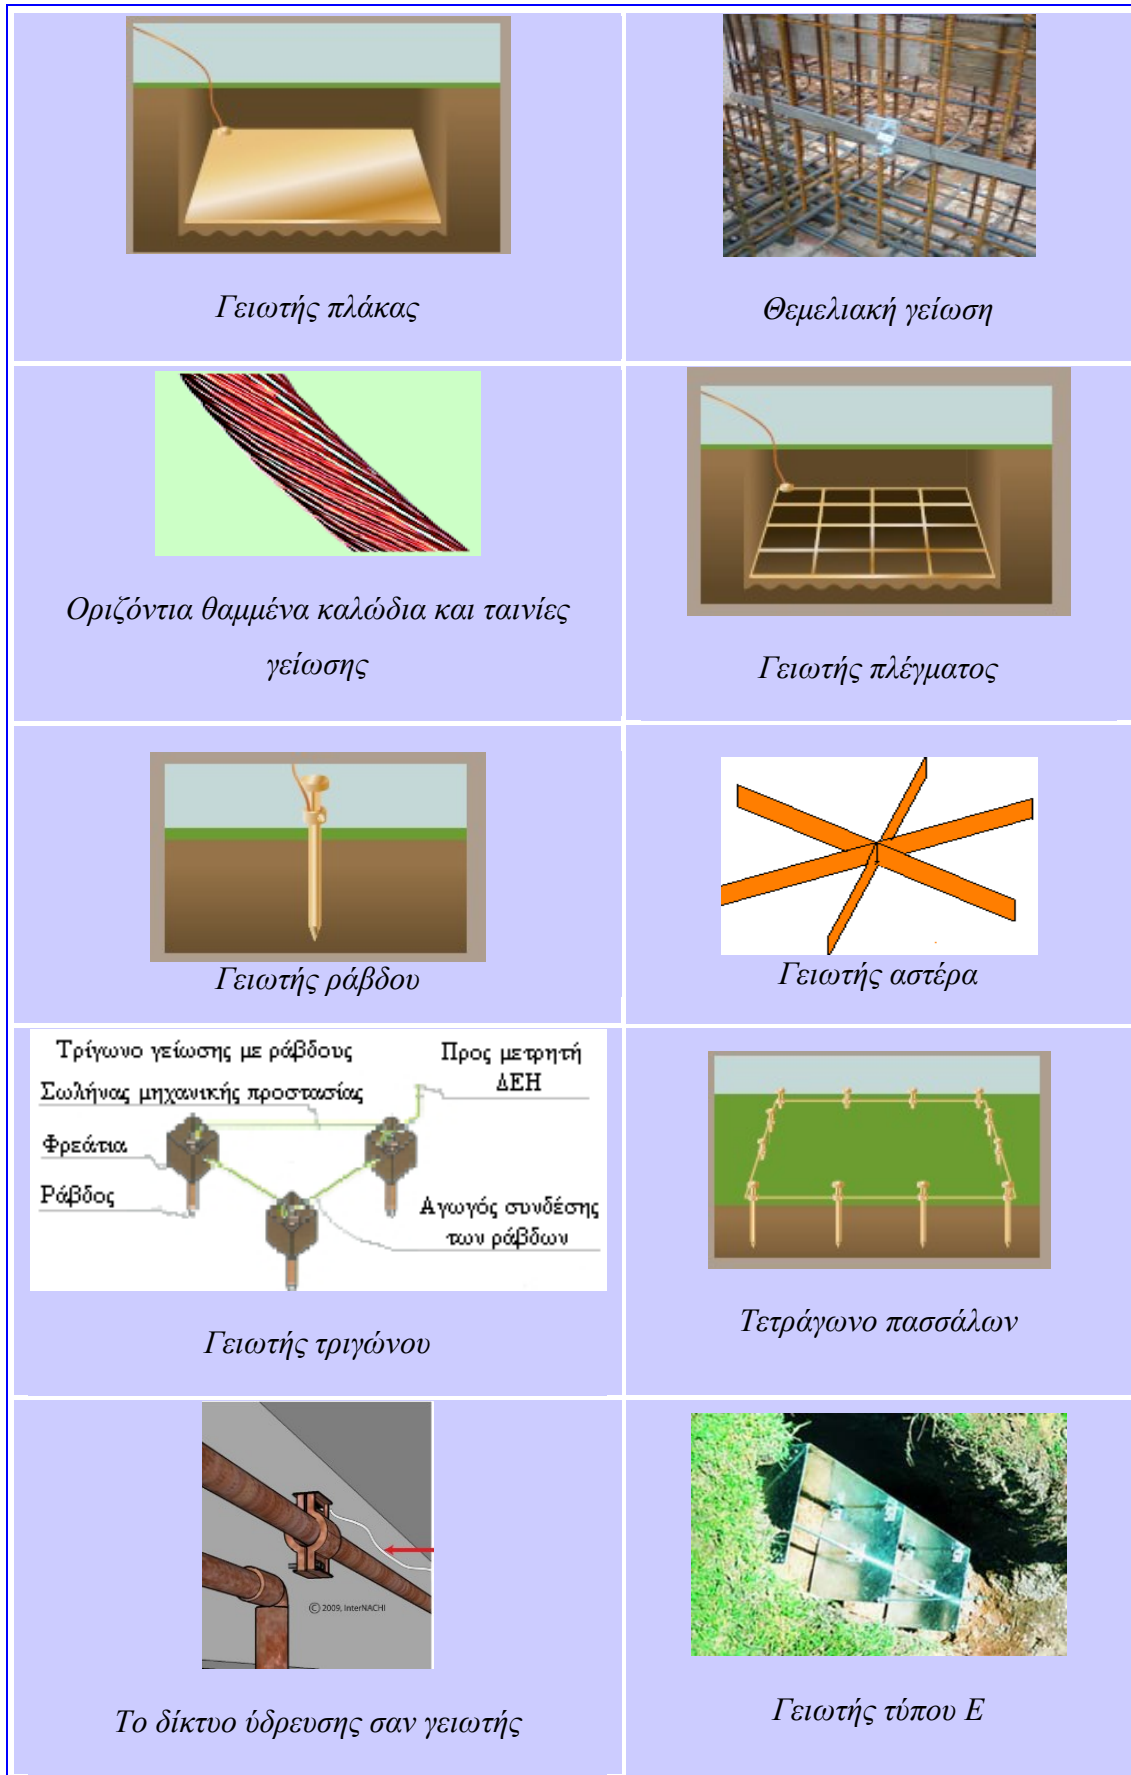 Γειωτής πλάκας
Θεμελιακή γείωση
Οριζόντια θαμμένα καλώδια και ταινίες
γείωσης
Γειωτής πλέγματος
Γειωτής ράβδου
Γειωτής αστέρα
Τρίγωνο γείωσης με ράβδους
Προς μετρητή
ΔΕΗ
Σωλήνας μηχανικής προστασίας
Φρεάτια
Ράβδος
Αγωγός συνδέσης
των ράβδων
Γειωτής τριγώνου
Τετράγωνο πασσάλων
© 2009, InterNACHI
Το δίκτυο ύδρευσης σαν γειωτής
Γειωτής τύπου Ε